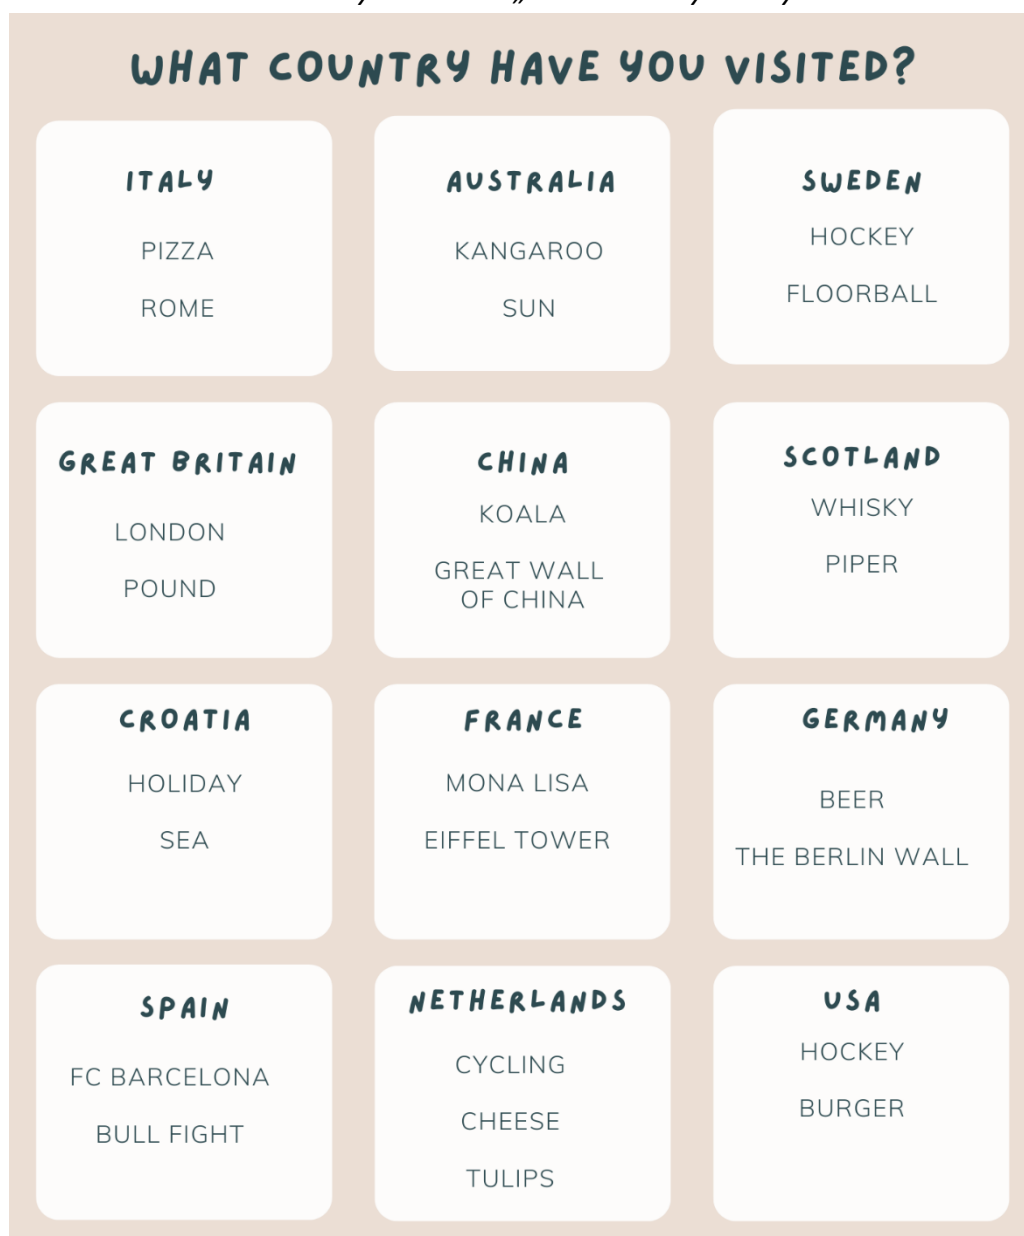 WHAT COUNTRY HAVE YOU VISITED?
ITALY
PIZZA
ROME
AUSTRALIA
KANGAROO
SUN
SWEDEN
HOCKEY
FLOORBALL
GREAT BRITAIN
LONDON
POUND
CHINA
KOALA
GREAT WALL
OF CHINA
SCOTLAND
WHISKY
PIPER
CROATIA
HOLIDAY
SEA
FRANCE
MONA LISA
EIFFEL TOWER
GERMANY
BEER
THE BERLIN WALL
SPAIN
FC BARCELONA
BULL FIGHT
NETHERLANDS
CYCLING
CHEESE
TULIPS
USA
HOCKEY
BURGER